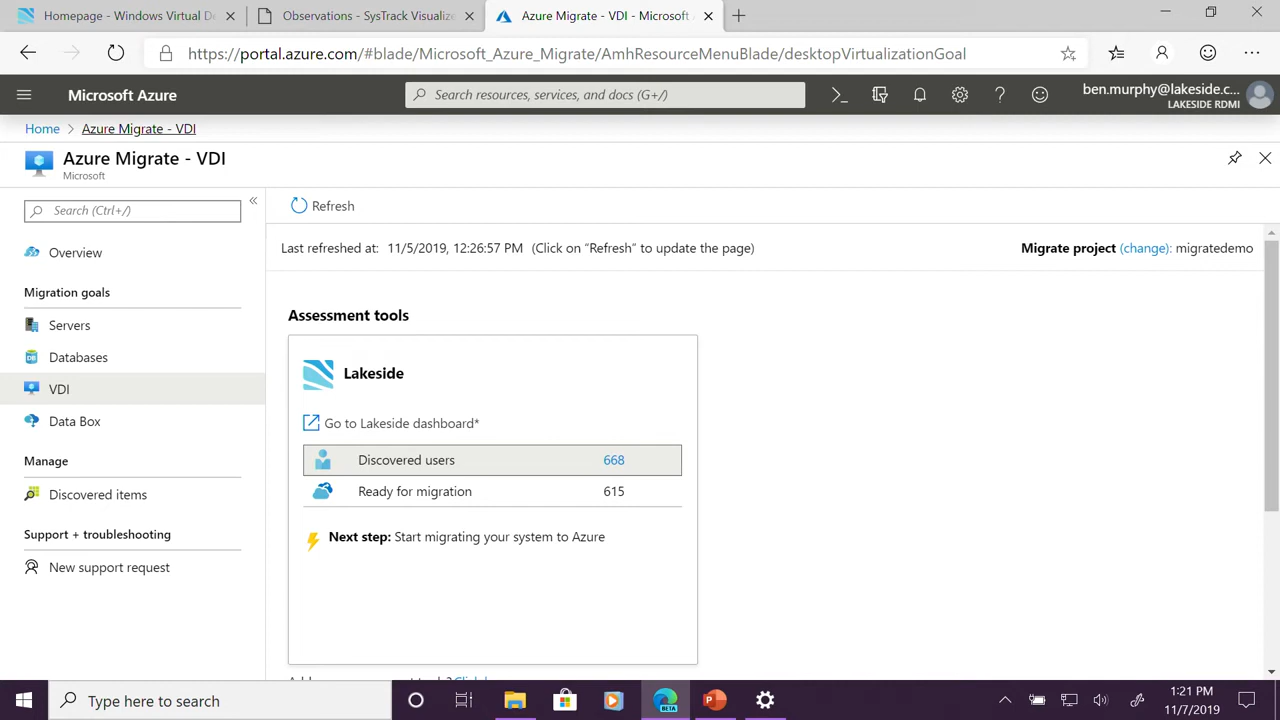 Homepage - Windows Virtual De
Observations - SysTrack Visualize
Azure Migrate - VDI - Microsoft
https://portal.azure.com/#blade/Microsoft_Azure_Migrate/AmhResourceMenuBlade/desktopVirtualizationGoal
Microsoft Azure
Search resources, services, and docs (G+/)
ben.murphy@lakeside.c...
LAKESIDE RDMI
Home > Azure Migrate - VDI
Azure Migrate - VDI
Microsoft
Search (Ctrl+/)
Overview
Migration goals
Servers
Databases
VDI
Data Box
Manage
Discovered items
Support + troubleshooting
New support request
Refresh
Last refreshed at: 11/5/2019, 12:26:57 PM (Click on “Refresh” to update the page)
Migrate project (change): migratedemo
Assessment tools
Lakeside
Go to Lakeside dashboard*
Discovered users 668
Ready for migration 615
Next step: Start migrating your system to Azure
Type here to search
BETA
1:21 PM
11/7/2019